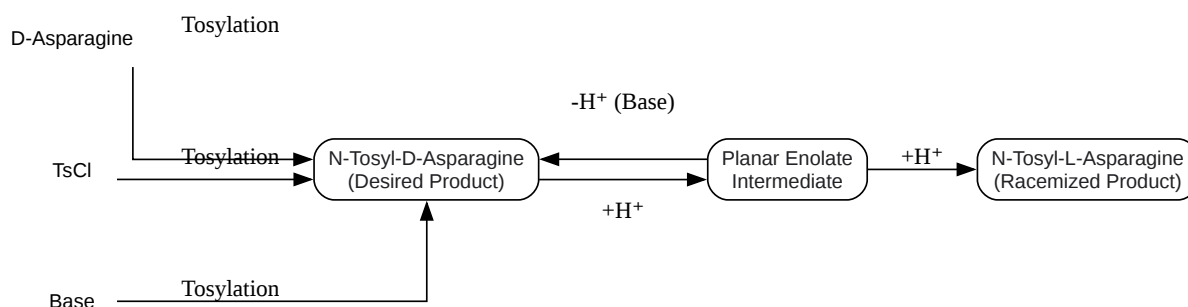 Tosylation
D-Asparagine
-H⁺ (Base)
TsCl
Tosylation
N-Tosyl-D-Asparagine
(Desired Product)
Planar Enolate
Intermediate
+H⁺
N-Tosyl-L-Asparagine
(Racemized Product)
+H⁺
Base
Tosylation